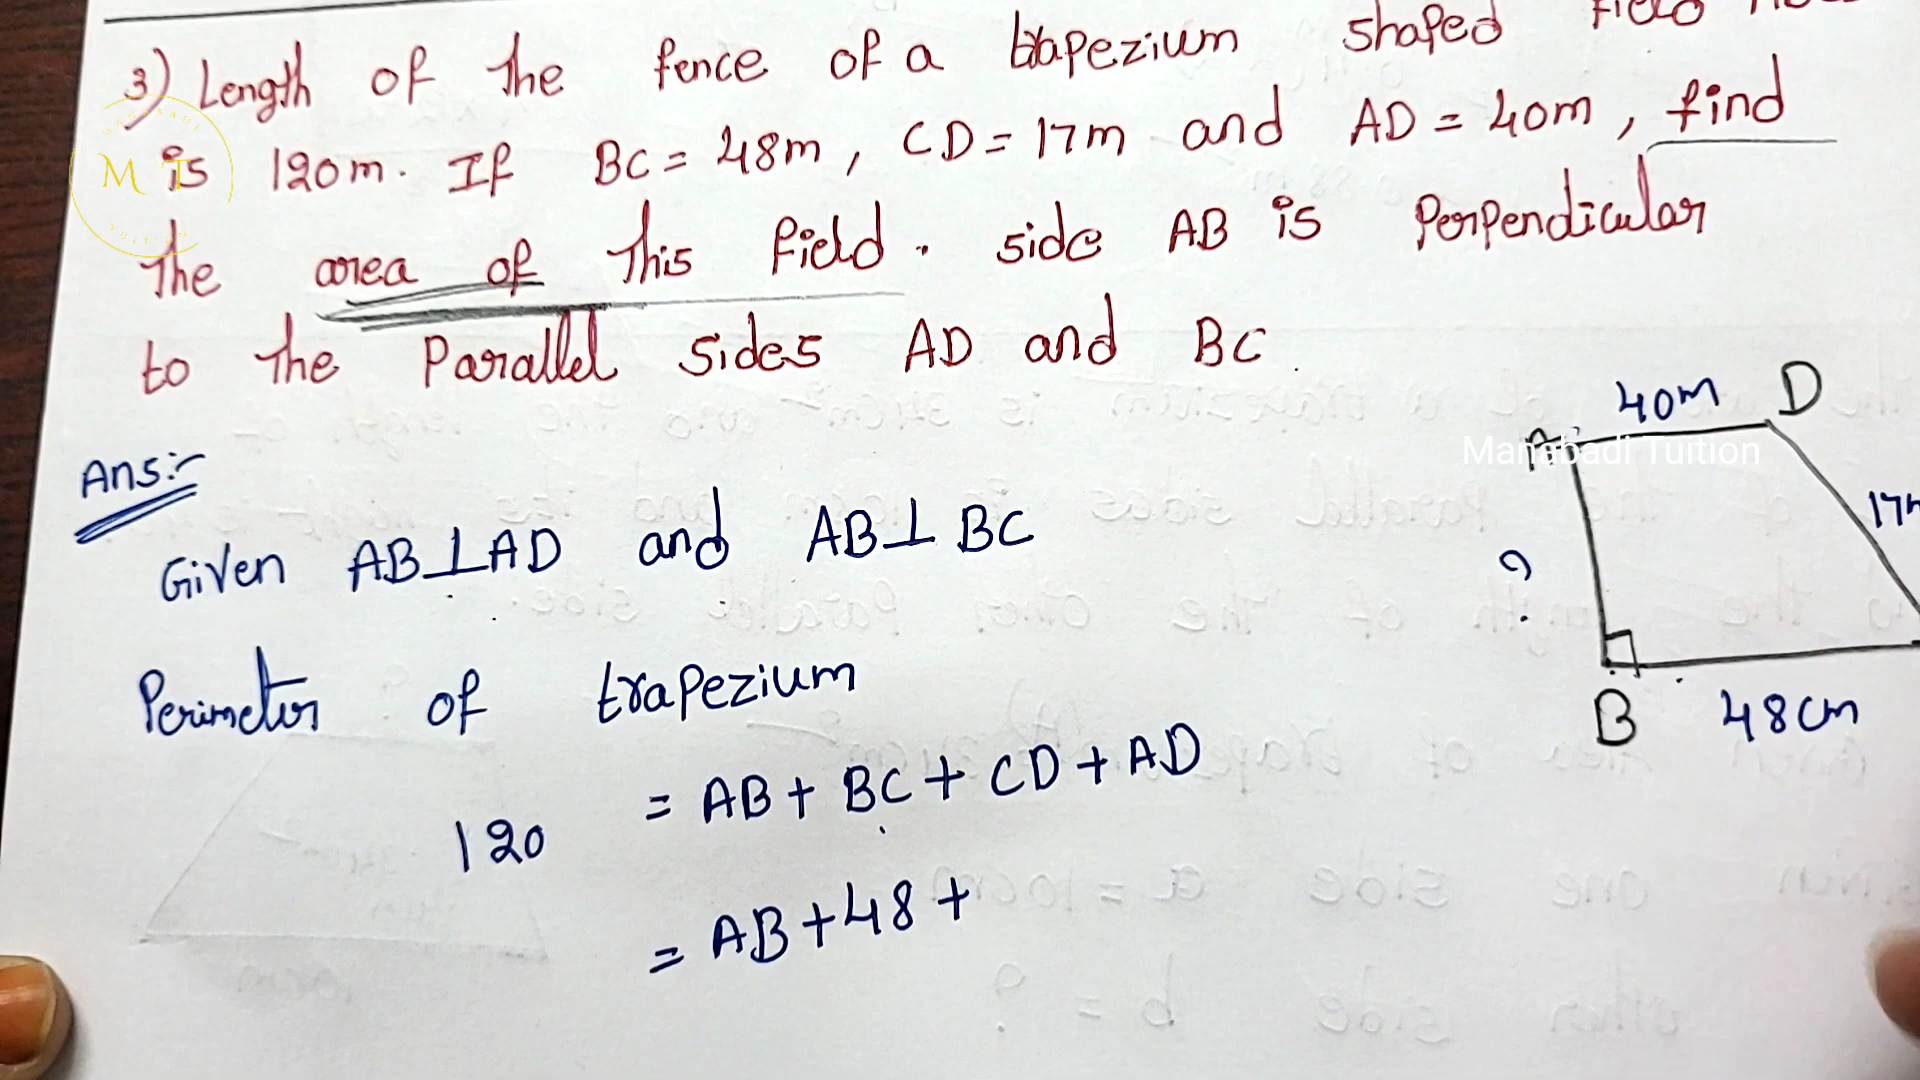 3) Length of the fence of a trapezium shaped field
is 120m. If BC = 48m, CD = 17m and AD = 40m, find
the area of this field. side AB is Perpendicular
to the Parallel sides AD and BC.
Ans:-
Given AB⊥AD and AB⊥BC
Perimeter of trapezium
= AB + BC + CD + AD
120
= AB + 48 +
40m D
A
17
?
B 48cm
M T
Manabadi Tuition